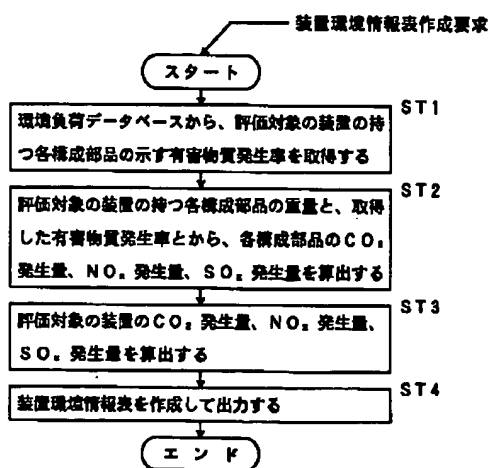 装置環境情報表作成要求
スタート
ST1
環境負荷データベースから、評価対象の装置の持
つ各構成部品の示す有害物質発生率を取得する
ST2
評価対象の装置の持つ各構成部品の重量と、取得
した有害物質発生率とから、各構成部品のCO₂
発生量、NOₓ発生量、SOₓ発生量を算出する
ST3
評価対象の装置のCO₂発生量、NOₓ発生量、
SOₓ発生量を算出する
ST4
装置環境情報表を作成して出力する
エンド